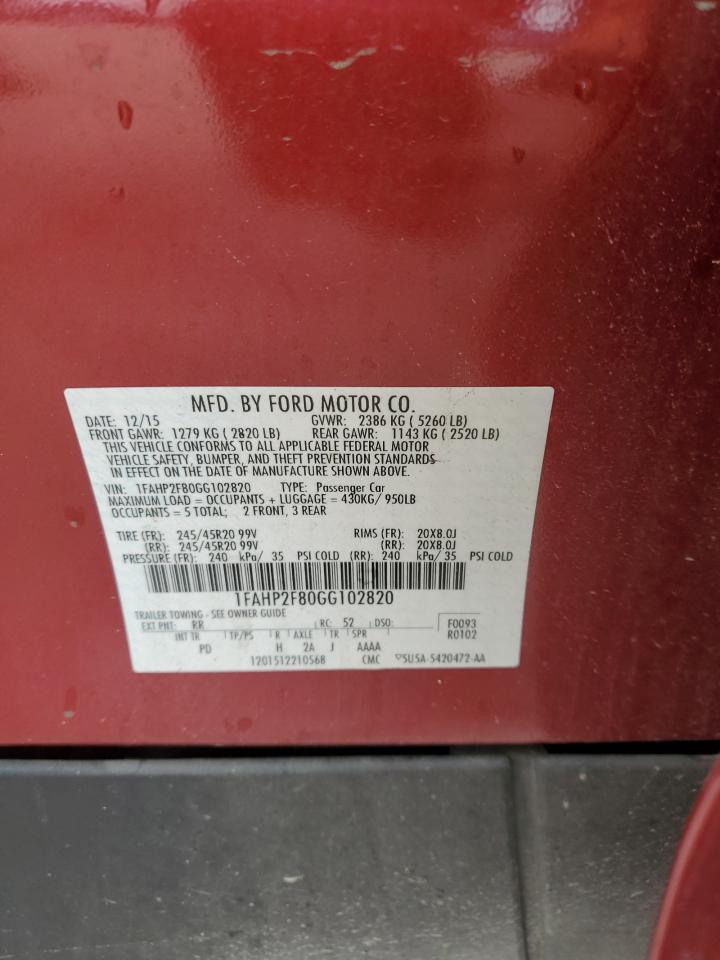 MFD. BY FORD MOTOR CO.
DATE: 12/15 GVWR: 2386 KG ( 5260 LB)
FRONT GAWR: 1279 KG ( 2820 LB) REAR GAWR: 1143 KG ( 2520 LB)
THIS VEHICLE CONFORMS TO ALL APPLICABLE FEDERAL MOTOR
VEHICLE SAFETY, BUMPER, AND THEFT PREVENTION STANDARDS
IN EFFECT ON THE DATE OF MANUFACTURE SHOWN ABOVE.
VIN: 1FAHP2F80GG102820 TYPE: Passenger Car
MAXIMUM LOAD = OCCUPANTS + LUGGAGE = 430KG/ 950LB
OCCUPANTS = 5 TOTAL; 2 FRONT, 3 REAR
TIRE (FR): 245/45R20 99V RIMS (FR): 20X8.0J
(RR): 245/45R20 99V (RR): 20X8.0J
PRESSURE (FR): 240 kPa/ 35 PSI COLD (RR): 240 kPa/ 35 PSI COLD
1FAHP2F80GG102820
TRAILER TOWING - SEE OWNER GUIDE
EXT PNT: RR RC: 52 DSO: F0093
INT TR TP/PS R AXLE TR SPR R0102
PD H 2A J AAAA
1201512210568 CMC 5U5A-5420472-AA